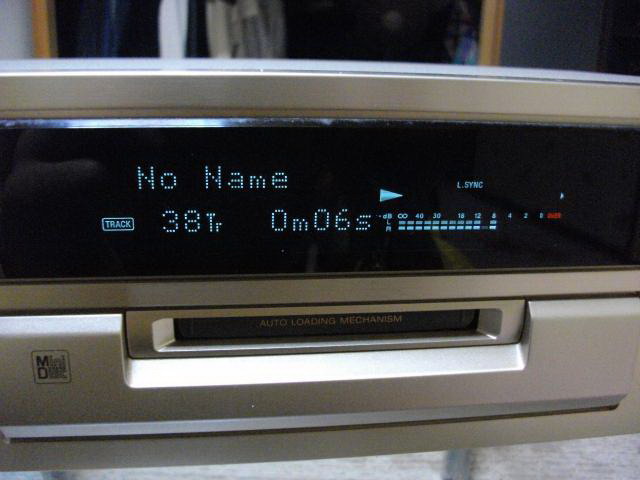 No Name
L.SYNC
TRACK 38Tr 0m06s
-dB ∞ 40 30 18 12 8 4 2 0 OVER
L
R
AUTO LOADING MECHANISM
MD